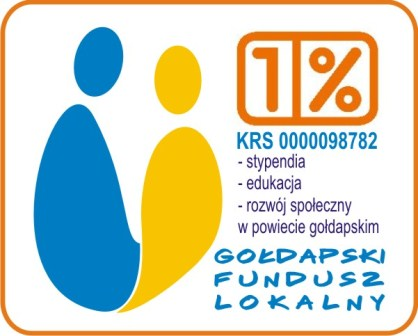 1%
KRS 0000098782
- stypendia
- edukacja
- rozwój społeczny
w powiecie gołdapskim
GOŁDAPSKI
FUNDUSZ
LOKALNY